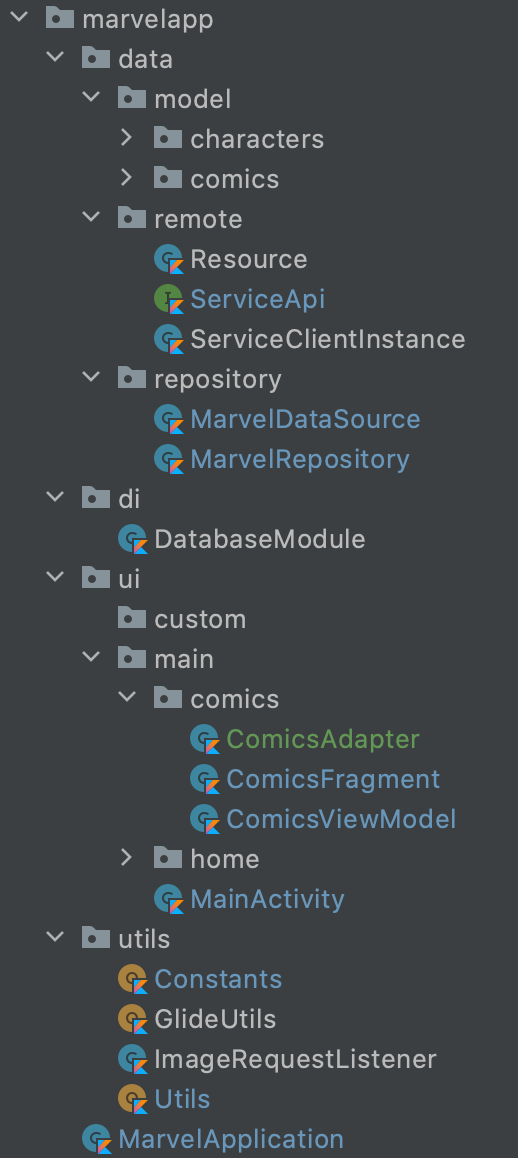 marvelapp
data
model
characters
comics
remote
Resource
ServiceApi
ServiceClientInstance
repository
MarvelDataSource
MarvelRepository
di
DatabaseModule
ui
custom
main
comics
ComicsAdapter
ComicsFragment
ComicsViewModel
home
MainActivity
utils
Constants
GlideUtils
ImageRequestListener
Utils
MarvelApplication